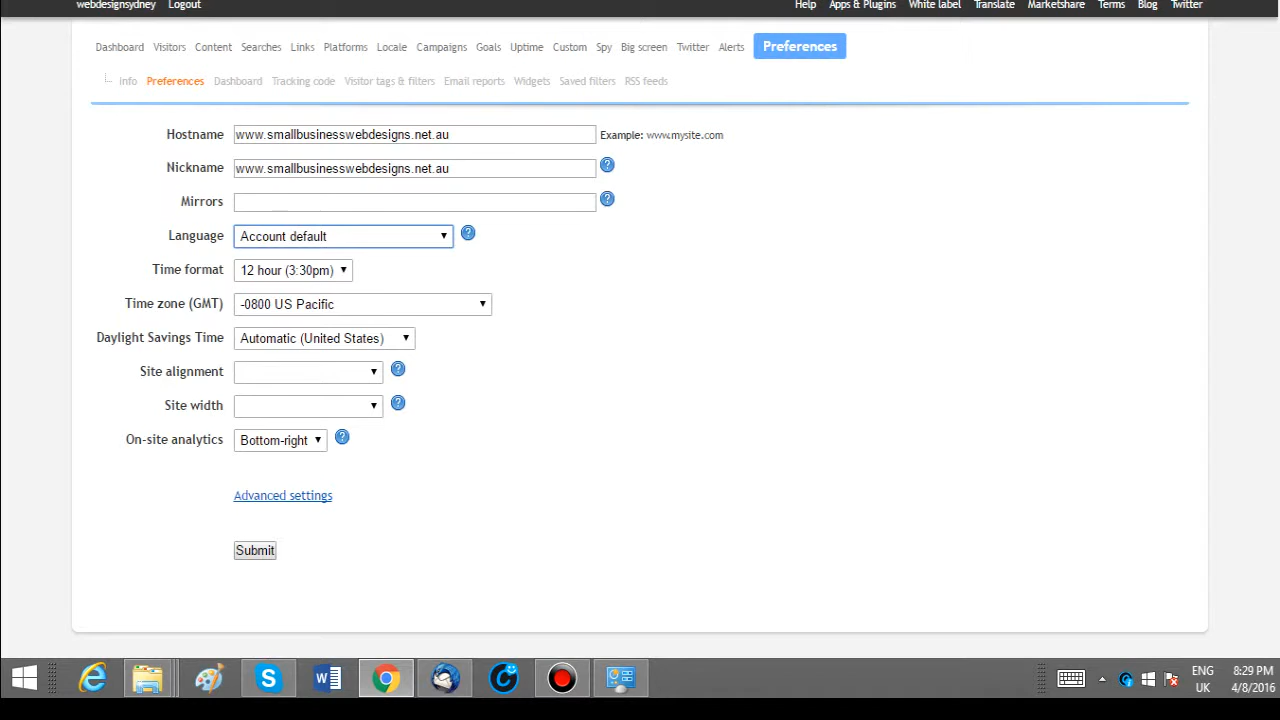 webdesignsydney Logout Help Apps & Plugins White label Translate Marketshare Terms Blog Twitter
Dashboard Visitors Content Searches Links Platforms Locale Campaigns Goals Uptime Custom Spy Big screen Twitter Alerts Preferences
Info Preferences Dashboard Tracking code Visitor tags & filters Email reports Widgets Saved filters RSS feeds
Hostname www.smallbusinesswebdesigns.net.au Example: www.mysite.com
Nickname www.smallbusinesswebdesigns.net.au ?
Mirrors ?
Language Account default ?
Time format 12 hour (3:30pm)
Time zone (GMT) -0800 US Pacific
Daylight Savings Time Automatic (United States)
Site alignment ?
Site width ?
On-site analytics Bottom-right ?
Advanced settings
Submit
ENG 8:29 PM
UK 4/8/2016